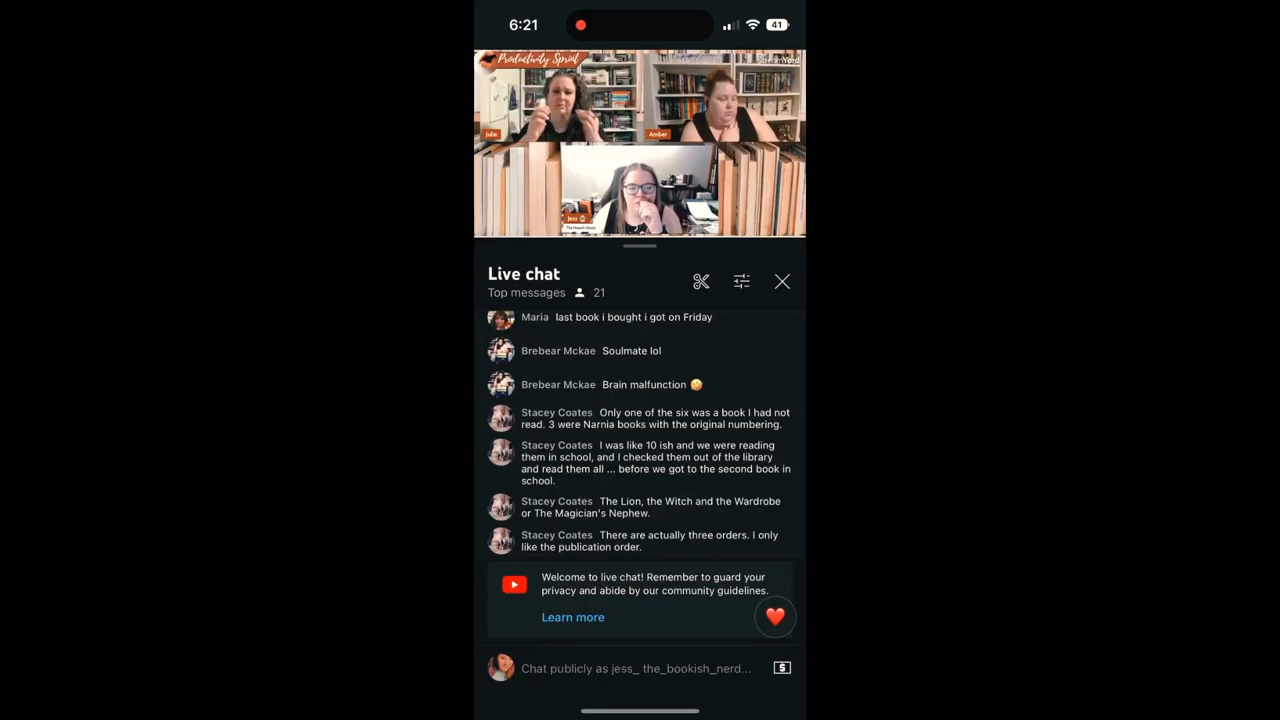 6:21
41
Productivity Sprint
StreamYard
Julie
Amber
Jess
The Howell Library
Live chat
Top messages 21
Maria last book i bought i got on Friday
Brebear Mckae Soulmate lol
Brebear Mckae Brain malfunction 🤣
Stacey Coates Only one of the six was a book I had not
read. 3 were Narnia books with the original numbering.
Stacey Coates I was like 10 ish and we were reading
them in school, and I checked them out of the library
and read them all ... before we got to the second book in
school.
Stacey Coates The Lion, the Witch and the Wardrobe
or The Magician's Nephew.
Stacey Coates There are actually three orders. I only
like the publication order.
Welcome to live chat! Remember to guard your
privacy and abide by our community guidelines.
Learn more
Chat publicly as jess_ the_bookish_nerd...